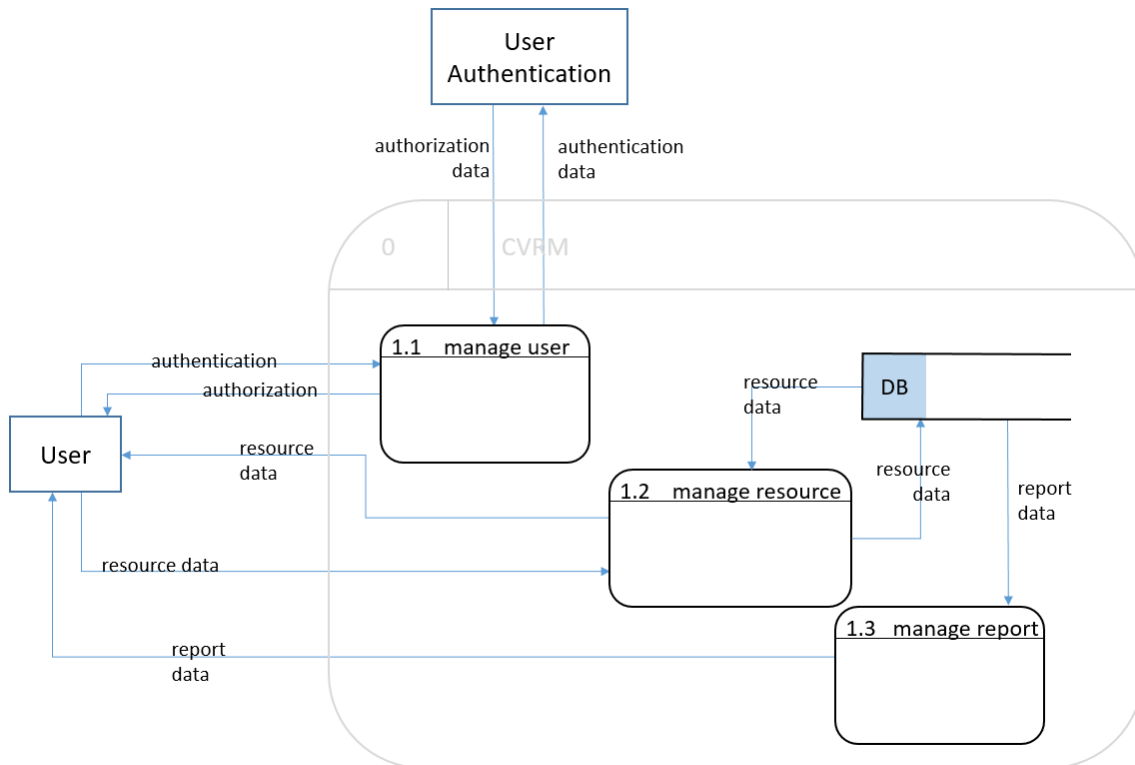 User
Authentication
authorization
data
authentication
data
0
CVRM
1.1 manage user
authentication
authorization
resource
data
DB
User
resource
data
resource
data
report
data
1.2 manage resource
resource data
1.3 manage report
report
data